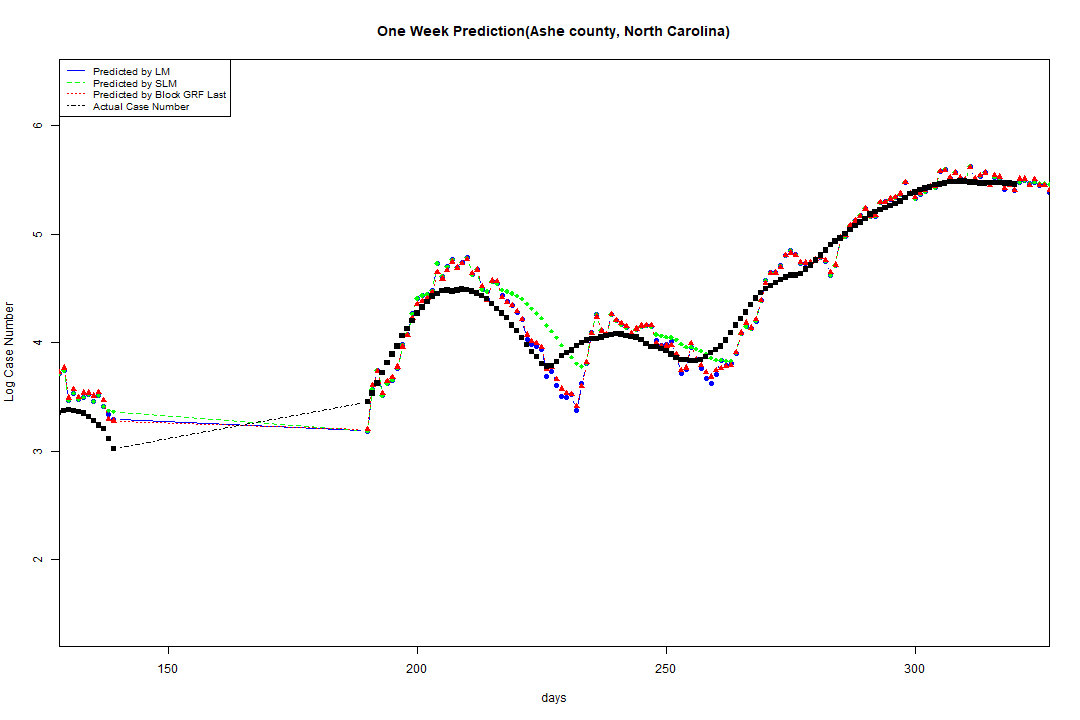 One Week Prediction(Ashe county, North Carolina)
Predicted by LM
Predicted by SLM
Predicted by Block GRF Last
Actual Case Number
Log Case Number
6
5
4
3
2
150
200
250
300
days